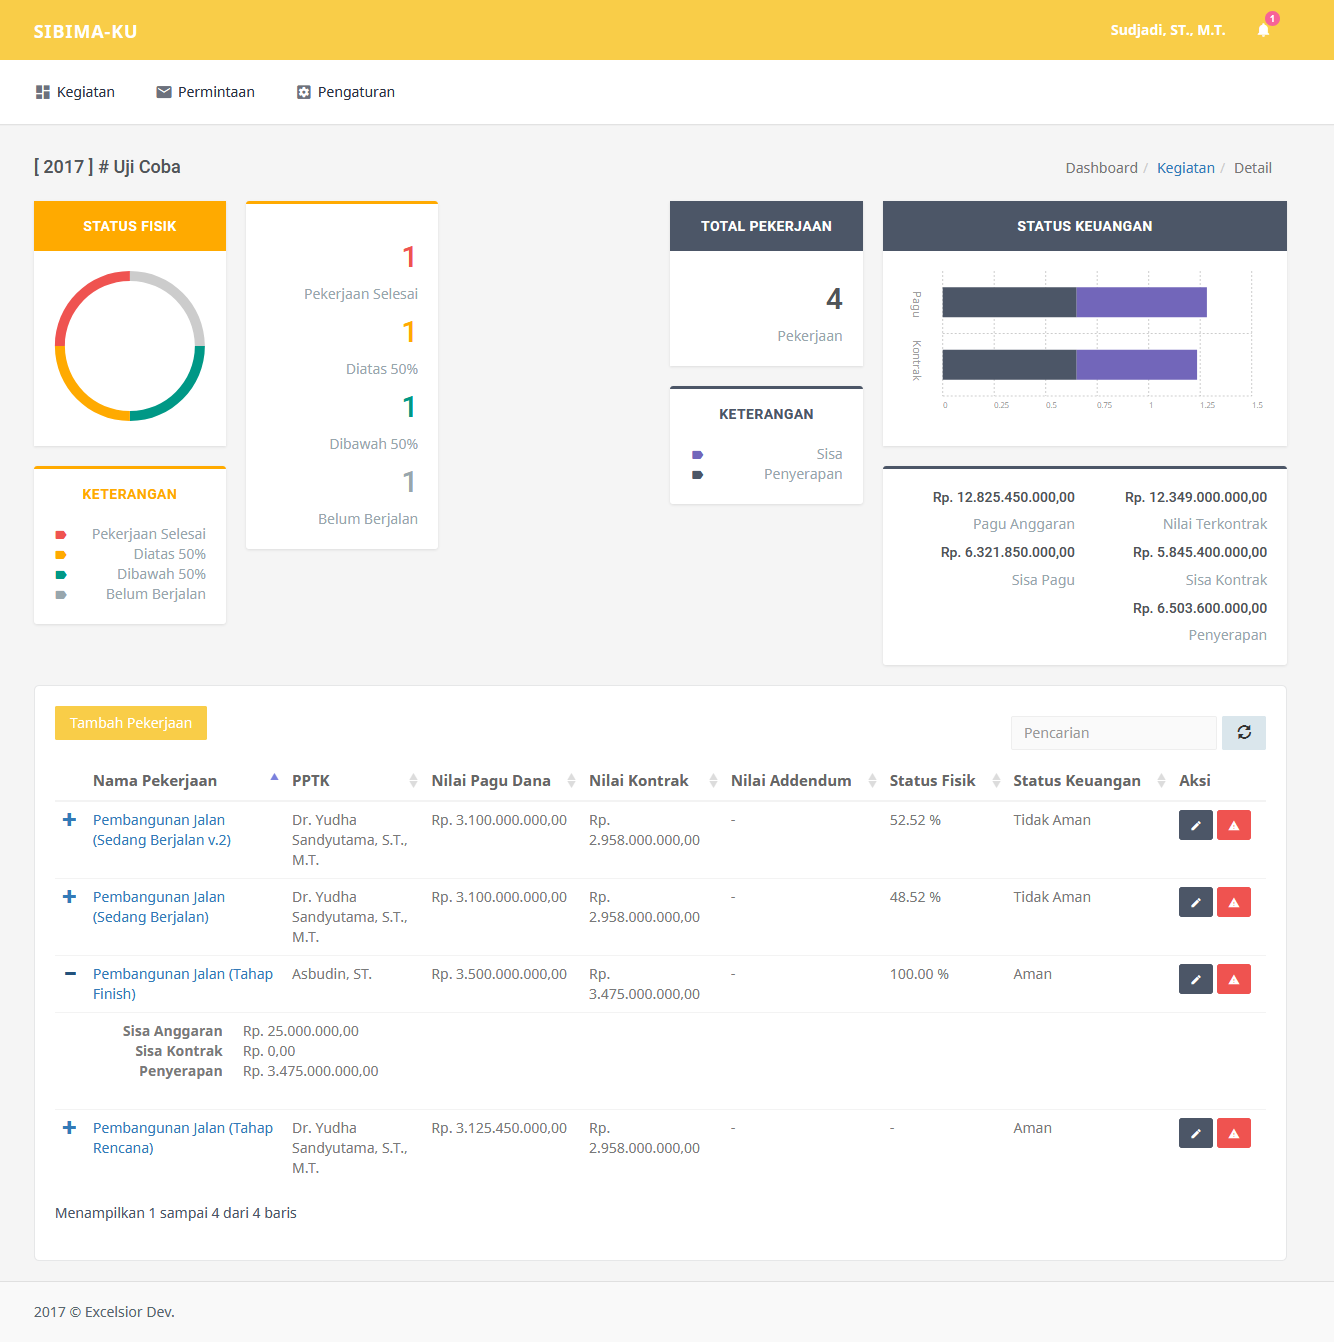 SIBIMA-KU
Sudjadi, ST., M.T.
1
Kegiatan
Permintaan
Pengaturan
[ 2017 ] # Uji Coba
Dashboard / Kegiatan / Detail
STATUS FISIK
KETERANGAN
Pekerjaan Selesai
Diatas 50%
Dibawah 50%
Belum Berjalan
1
Pekerjaan Selesai
1
Diatas 50%
1
Dibawah 50%
1
Belum Berjalan
TOTAL PEKERJAAN
4
Pekerjaan
KETERANGAN
Sisa
Penyerapan
STATUS KEUANGAN
Pagu
Kontrak
0 0.25 0.5 0.75 1 1.25 1.5
Rp. 12.825.450.000,00 Rp. 12.349.000.000,00
Pagu Anggaran Nilai Terkontrak
Rp. 6.321.850.000,00 Rp. 5.845.400.000,00
Sisa Pagu Sisa Kontrak
Rp. 6.503.600.000,00
Penyerapan
Tambah Pekerjaan
Pencarian
Nama Pekerjaan PPTK Nilai Pagu Dana Nilai Kontrak Nilai Addendum Status Fisik Status Keuangan Aksi
Pembangunan Jalan Dr. Yudha Rp. 3.100.000.000,00 Rp. - 52.52 % Tidak Aman
(Sedang Berjalan v.2) Sandyutama, S.T., 2.958.000.000,00
M.T.
Pembangunan Jalan Dr. Yudha Rp. 3.100.000.000,00 Rp. - 48.52 % Tidak Aman
(Sedang Berjalan) Sandyutama, S.T., 2.958.000.000,00
M.T.
Pembangunan Jalan (Tahap Asbudin, ST. Rp. 3.500.000.000,00 Rp. - 100.00 % Aman
Finish) 3.475.000.000,00
Sisa Anggaran Rp. 25.000.000,00
Sisa Kontrak Rp. 0,00
Penyerapan Rp. 3.475.000.000,00
Pembangunan Jalan (Tahap Dr. Yudha Rp. 3.125.450.000,00 Rp. - - Aman
Rencana) Sandyutama, S.T., 2.958.000.000,00
M.T.
Menampilkan 1 sampai 4 dari 4 baris
2017 © Excelsior Dev.